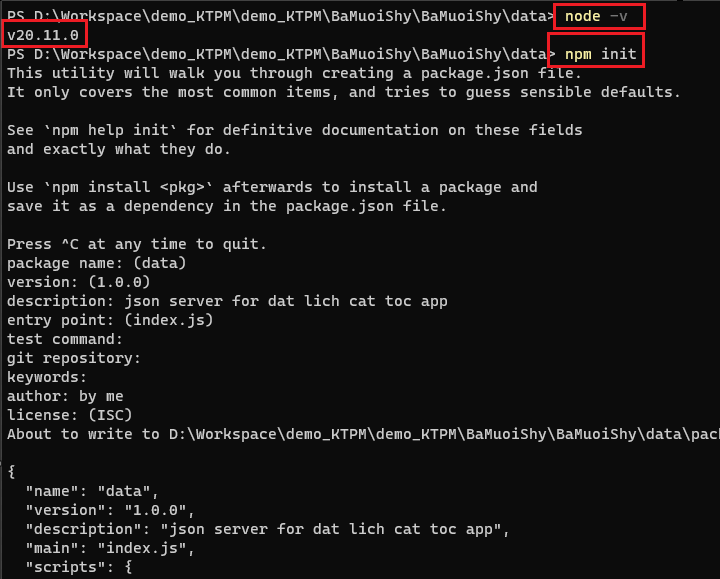 PS D:\Workspace\demo_KTPM\demo_KTPM\BaMuoiShy\BaMuoiShy\data> node -v
v20.11.0
PS D:\Workspace\demo_KTPM\demo_KTPM\BaMuoiShy\BaMuoiShy\data> npm init
This utility will walk you through creating a package.json file.
It only covers the most common items, and tries to guess sensible defaults.
See `npm help init` for definitive documentation on these fields
and exactly what they do.
Use `npm install <pkg>` afterwards to install a package and
save it as a dependency in the package.json file.
Press ^C at any time to quit.
package name: (data)
version: (1.0.0)
description: json server for dat lich cat toc app
entry point: (index.js)
test command:
git repository:
keywords:
author: by me
license: (ISC)
About to write to D:\Workspace\demo_KTPM\demo_KTPM\BaMuoiShy\BaMuoiShy\data\pac
{
"name": "data",
"version": "1.0.0",
"description": "json server for dat lich cat toc app",
"main": "index.js",
"scripts": {